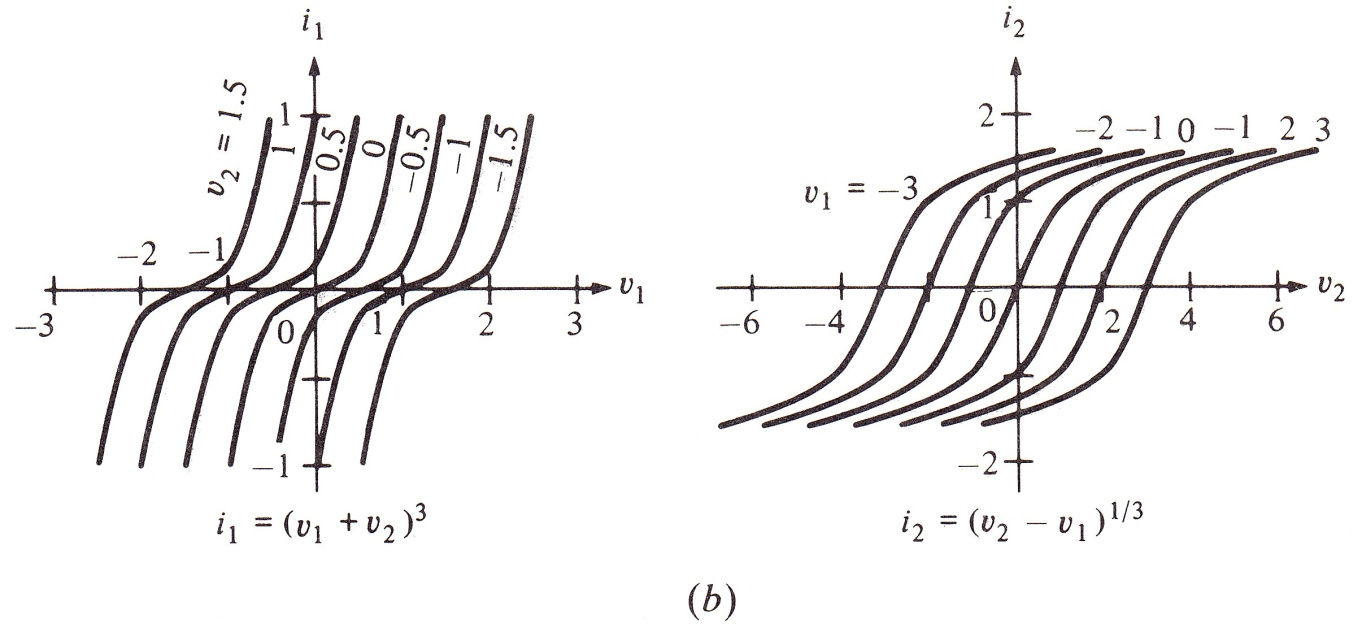 i₁
v₂ = 1.5
1
1
0.5
0
−0.5
−1
−1.5
−3
−2
−1
0
1
2
3
v₁
−1
i₁ = (v₁ + v₂)³
i₂
2
v₁ = −3
−2 −1 0 −1 2 3
1
−6
−4
0
2
4
6
v₂
−2
i₂ = (v₂ − v₁)^1/3
(b)